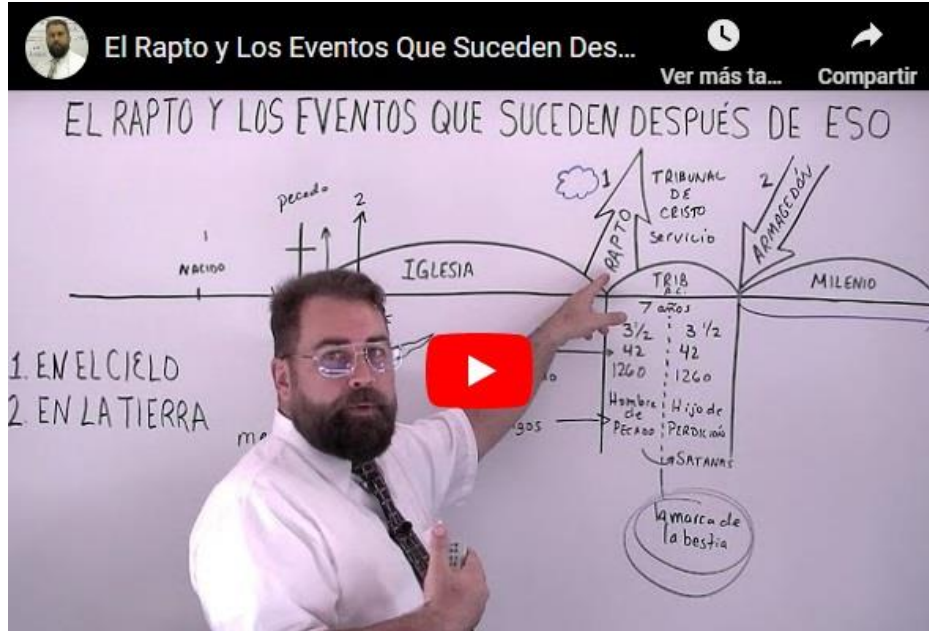 El Rapto y Los Eventos Que Suceden Des...
Ver más ta...
Compartir
EL RAPTO Y LOS EVENTOS QUE SUCEDEN DESPUÉS DE ESO
pecado
2
1
NACIDO
IGLESIA
1
RAPTO
TRIBUNAL
DE
CRISTO
Servicio
2
ARMAGEDÓN
TRIB
A.C.
MILENIO
7 años
3 1/2
42
1260
3 1/2
42
1260
Hombre
de
PECADO
Hijo de
PERDICIÓN
SATANAS
la marca de
la bestia
1. EN EL CIELO
2. EN LA TIERRA